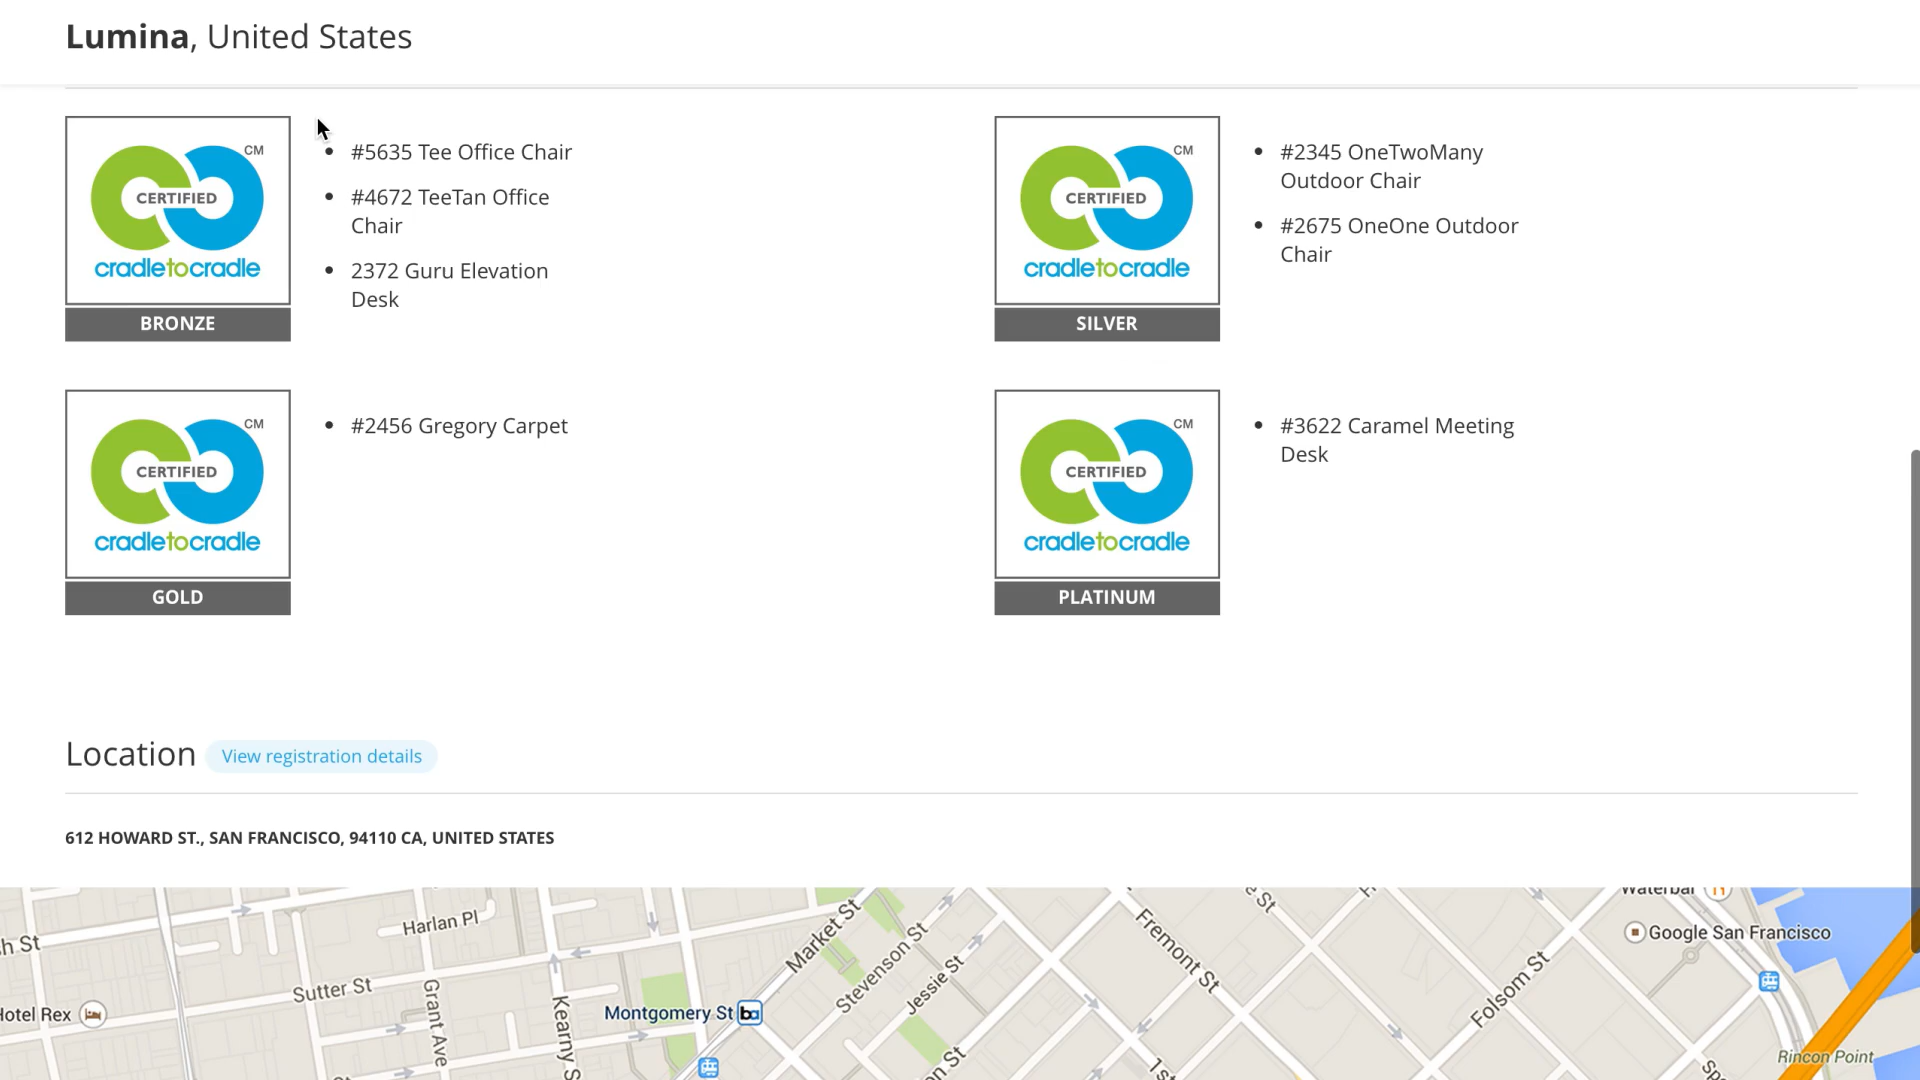 Lumina, United States
CM
CERTIFIED
cradletocradle
BRONZE
#5635 Tee Office Chair
#4672 TeeTan Office
Chair
2372 Guru Elevation
Desk
CM
CERTIFIED
cradletocradle
SILVER
#2345 OneTwoMany
Outdoor Chair
#2675 OneOne Outdoor
Chair
CM
CERTIFIED
cradletocradle
GOLD
#2456 Gregory Carpet
CM
CERTIFIED
cradletocradle
PLATINUM
#3622 Caramel Meeting
Desk
Location View registration details
612 HOWARD ST., SAN FRANCISCO, 94110 CA, UNITED STATES
Waterbar
Harlan Pl
Market St
Fremont St
Google San Francisco
Stevenson St
Jessie St
Folsom St
Sutter St
Grant Ave
Kearny S
Hotel Rex
Montgomery St
Rincon Point
1st